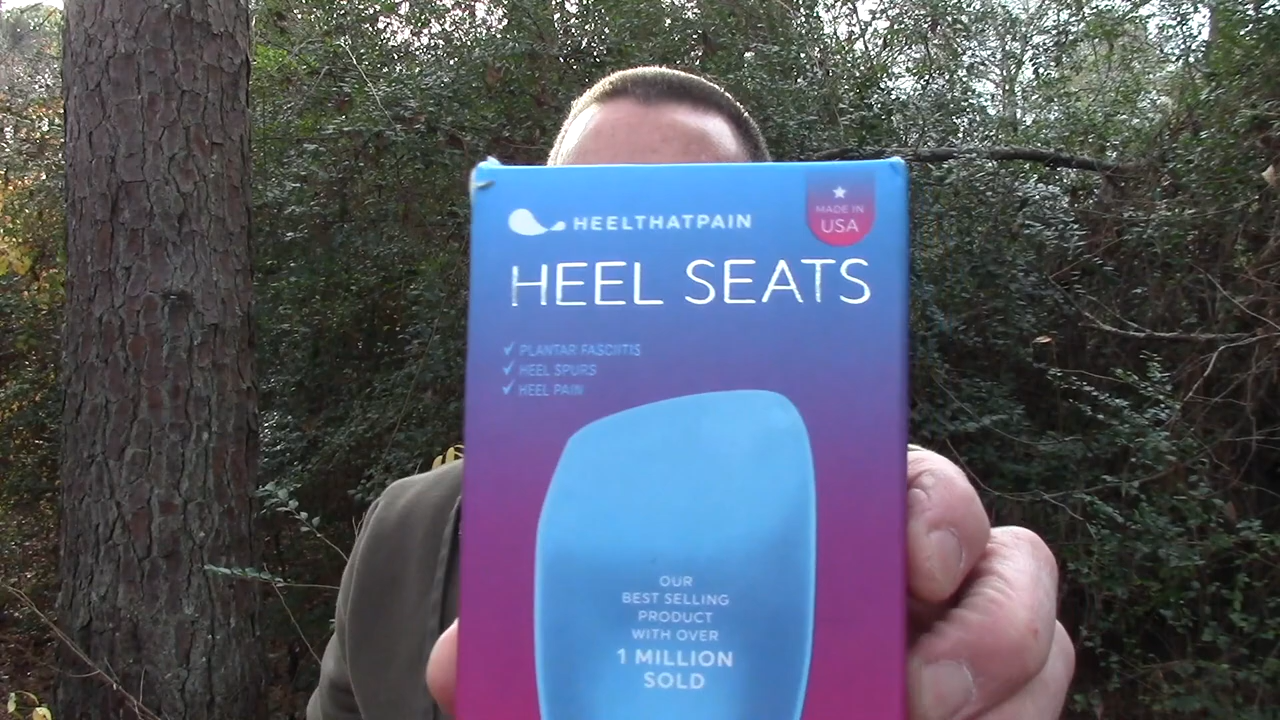 HEELTHATPAIN
MADE IN
USA
HEEL SEATS
✓ PLANTAR FASCIITIS
✓ HEEL SPURS
✓ HEEL PAIN
OUR
BEST SELLING
PRODUCT
WITH OVER
1 MILLION
SOLD